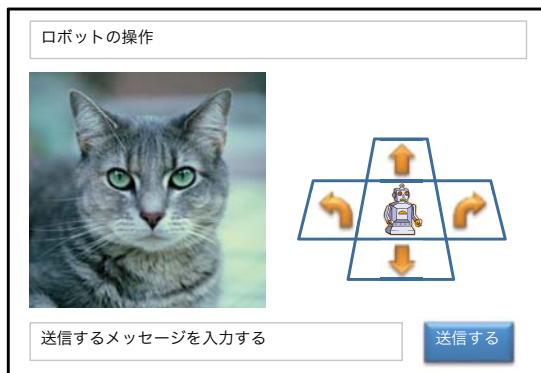 ロボットの操作
送信するメッセージを入力する
送信する